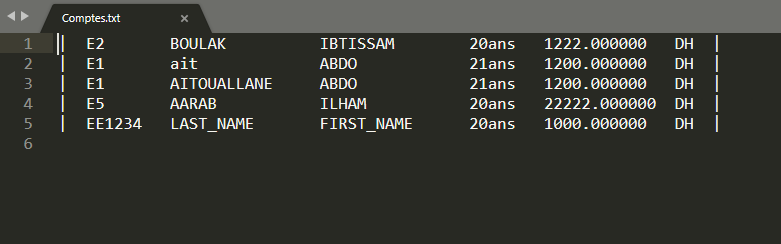 Comptes.txt ×
1 | E2 BOULAK IBTISSAM 20ans 1222.000000 DH |
2 | E1 ait ABDO 21ans 1200.000000 DH |
3 | E1 AITOUALLANE ABDO 21ans 1200.000000 DH |
4 | E5 AARAB ILHAM 20ans 22222.000000 DH |
5 | EE1234 LAST_NAME FIRST_NAME 20ans 1000.000000 DH |
6